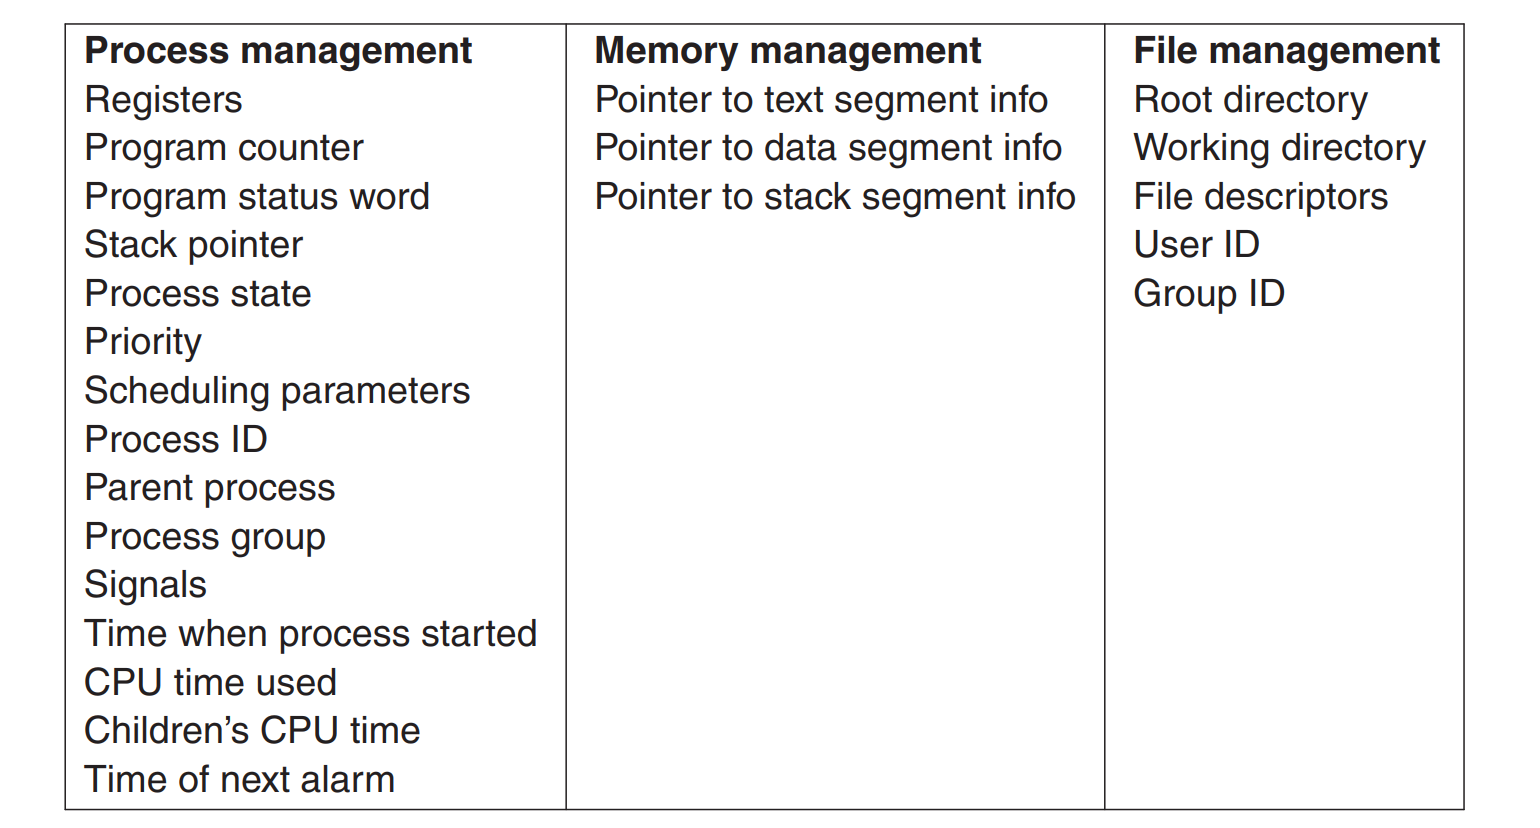 Process management
Registers
Program counter
Program status word
Stack pointer
Process state
Priority
Scheduling parameters
Process ID
Parent process
Process group
Signals
Time when process started
CPU time used
Children’s CPU time
Time of next alarm
Memory management
Pointer to text segment info
Pointer to data segment info
Pointer to stack segment info
File management
Root directory
Working directory
File descriptors
User ID
Group ID